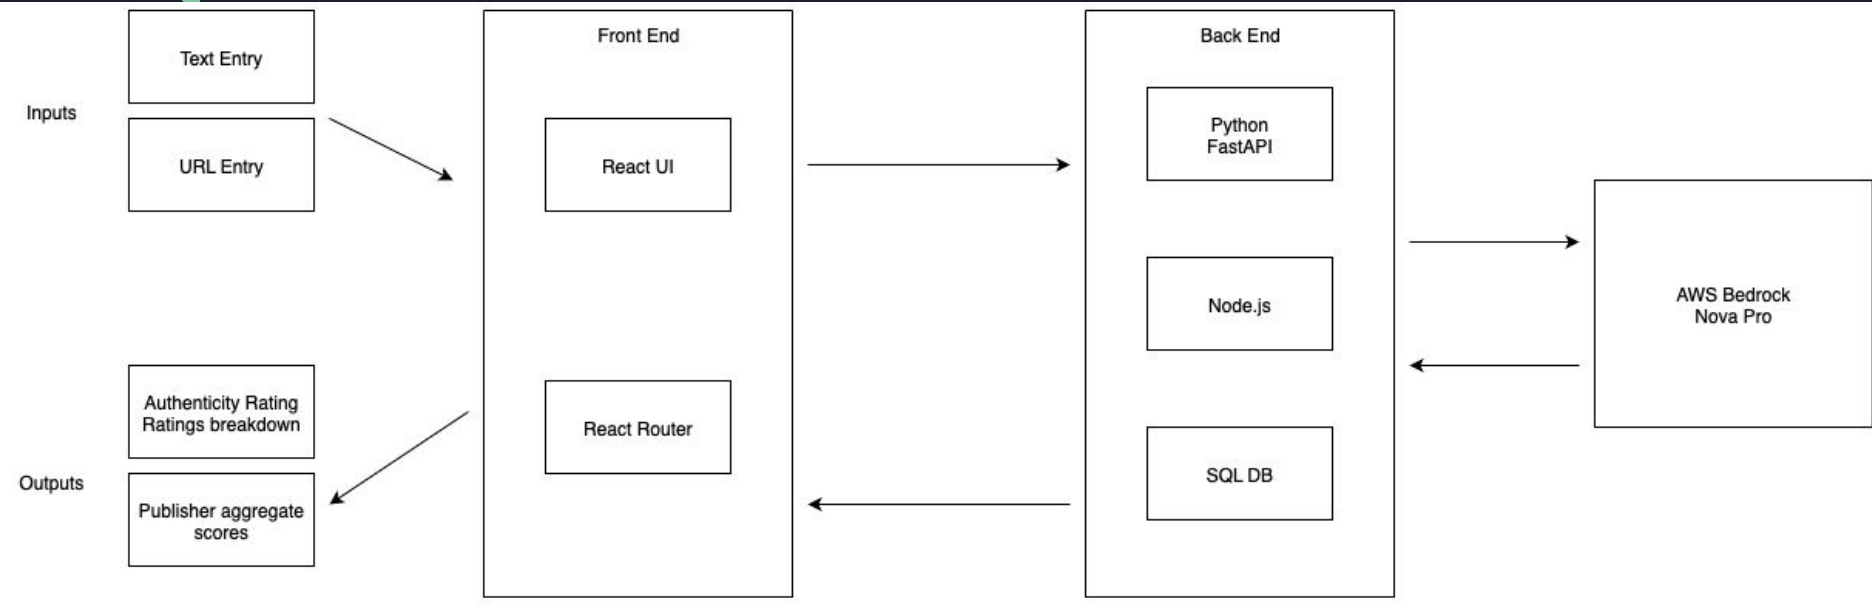 Inputs
Text Entry
URL Entry
Outputs
Authenticity Rating
Ratings breakdown
Publisher aggregate
scores
Front End
React UI
React Router
Back End
Python
FastAPI
Node.js
SQL DB
AWS Bedrock
Nova Pro